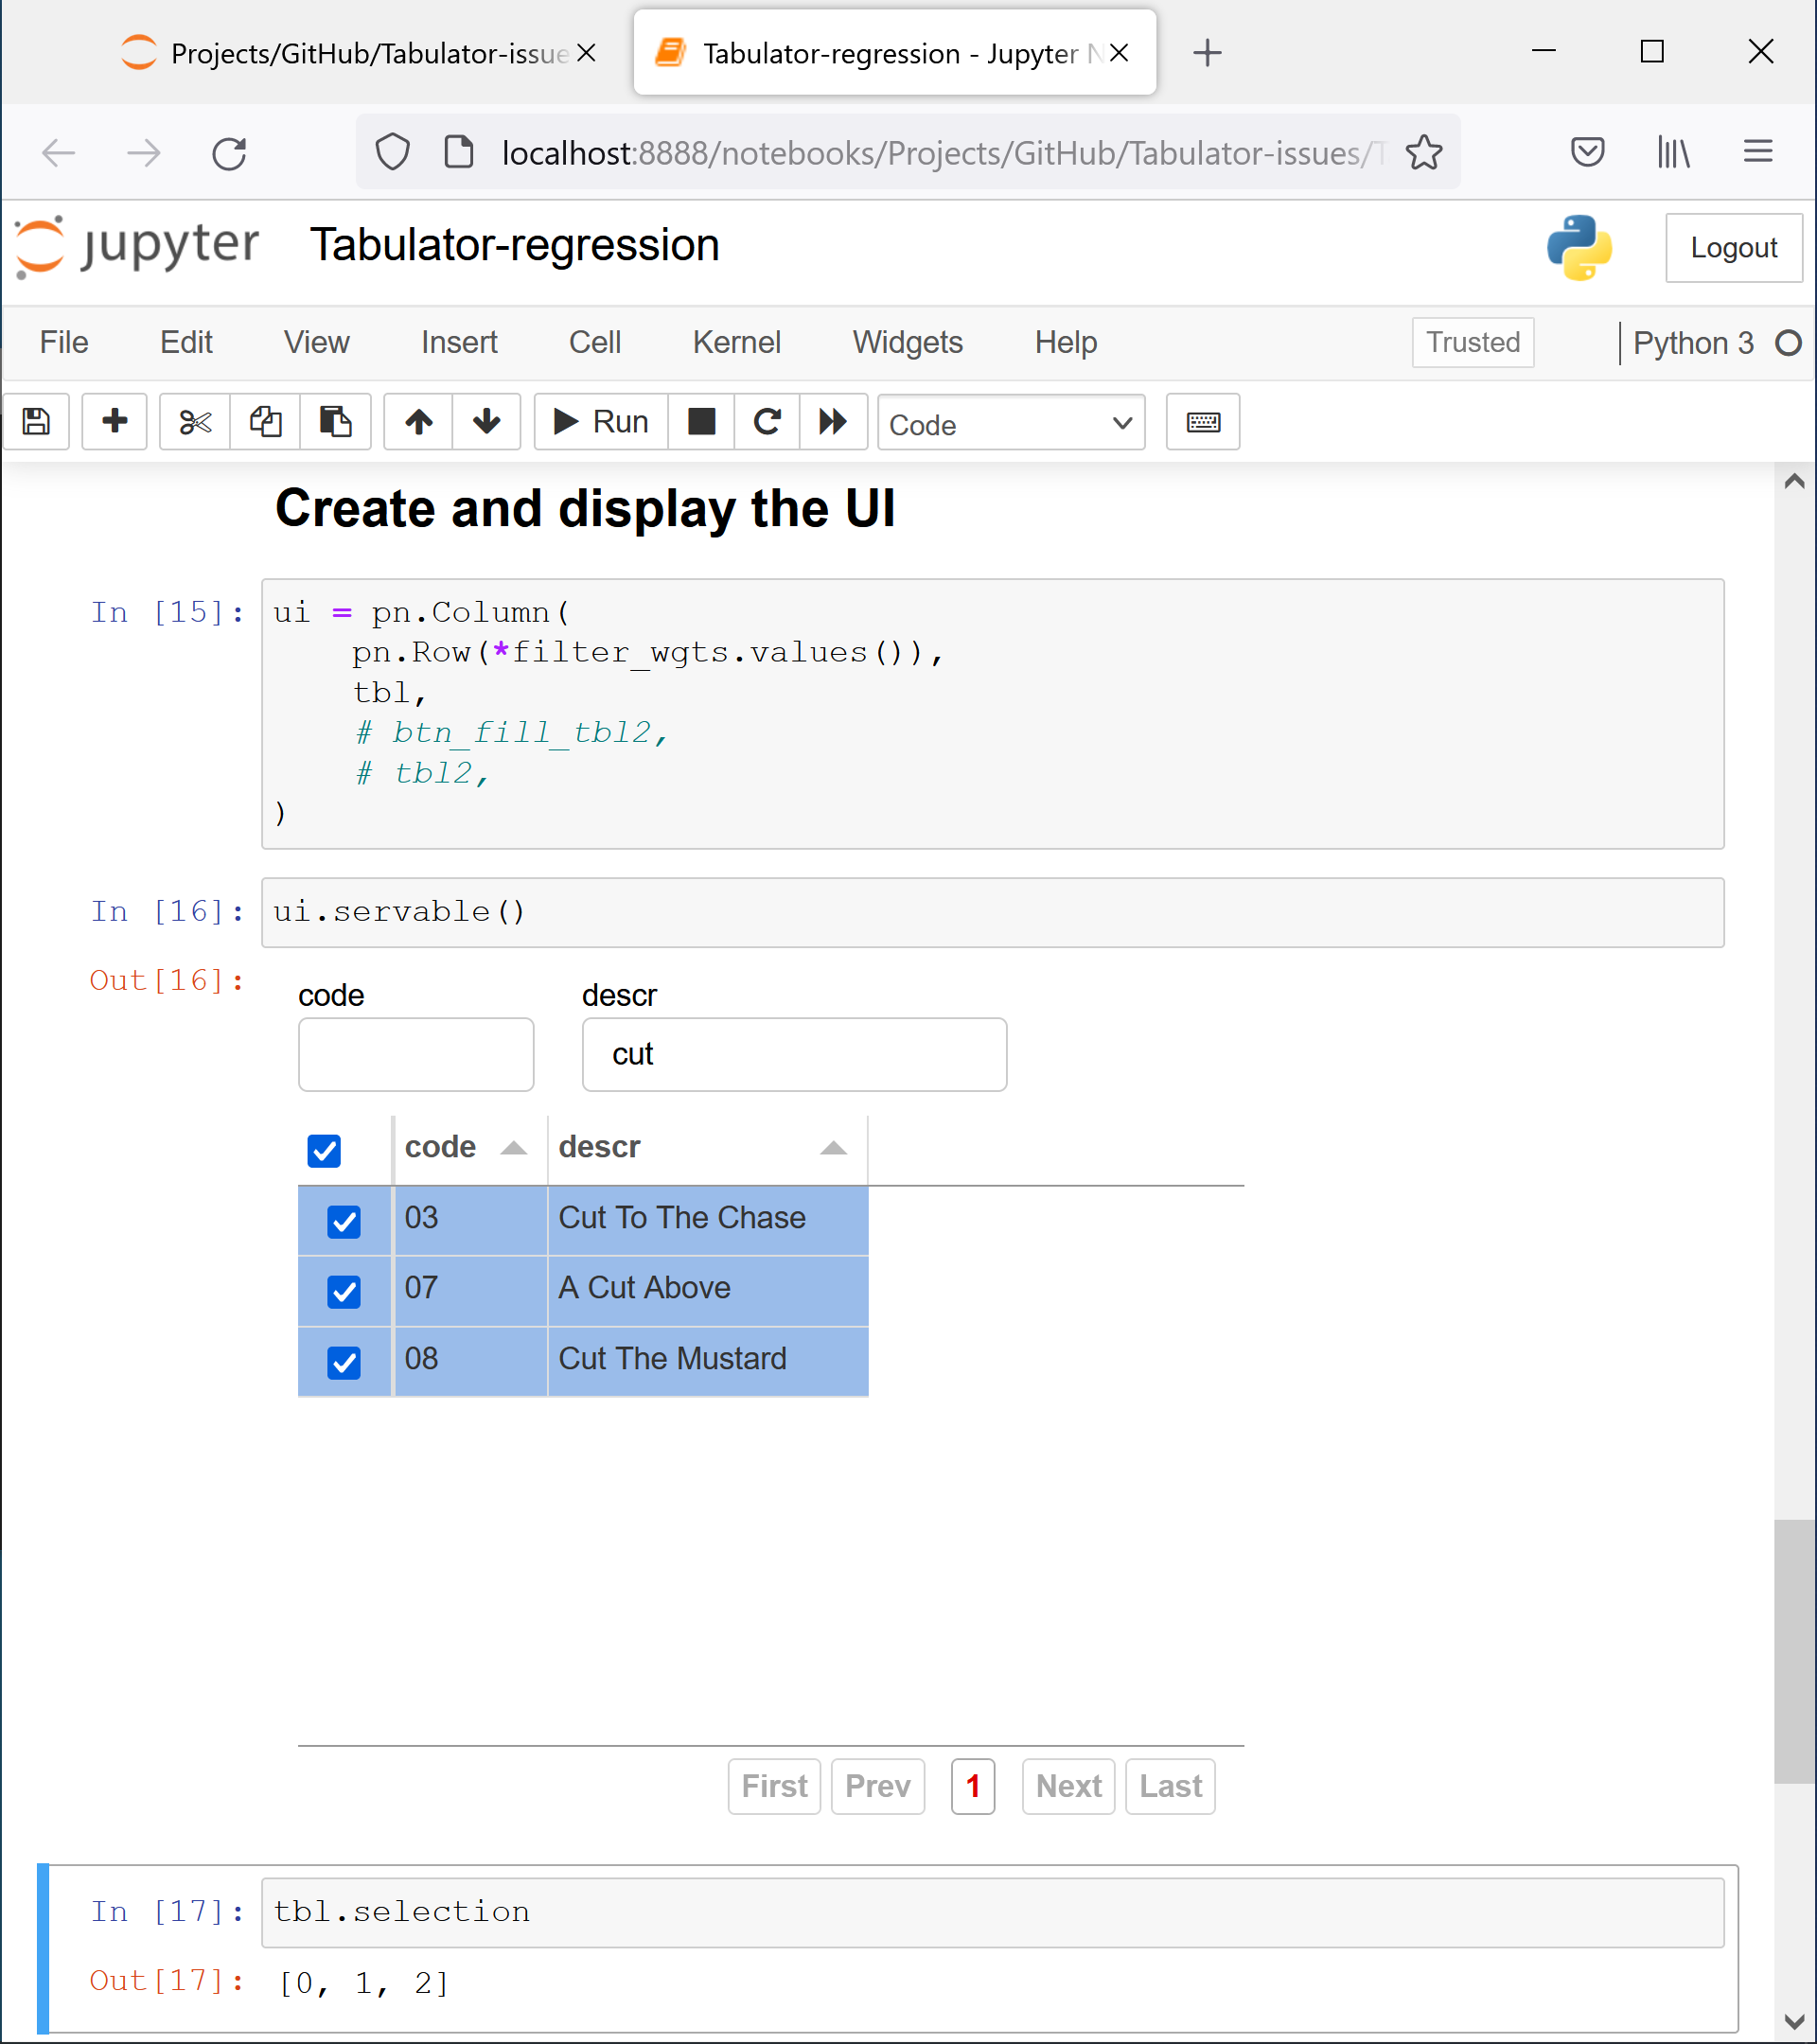 Projects/GitHub/Tabulator-issue
Tabulator-regression - Jupyter N
localhost:8888/notebooks/Projects/GitHub/Tabulator-issues/T
jupyter Tabulator-regression
Logout
File Edit View Insert Cell Kernel Widgets Help Trusted Python 3
Run Code
Create and display the UI
In [15]: ui = pn.Column(
pn.Row(*filter_wgts.values()),
tbl,
# btn_fill_tbl2,
# tbl2,
)
In [16]: ui.servable()
Out[16]:
code descr
cut
code descr
03 Cut To The Chase
07 A Cut Above
08 Cut The Mustard
First Prev 1 Next Last
In [17]: tbl.selection
Out[17]: [0, 1, 2]